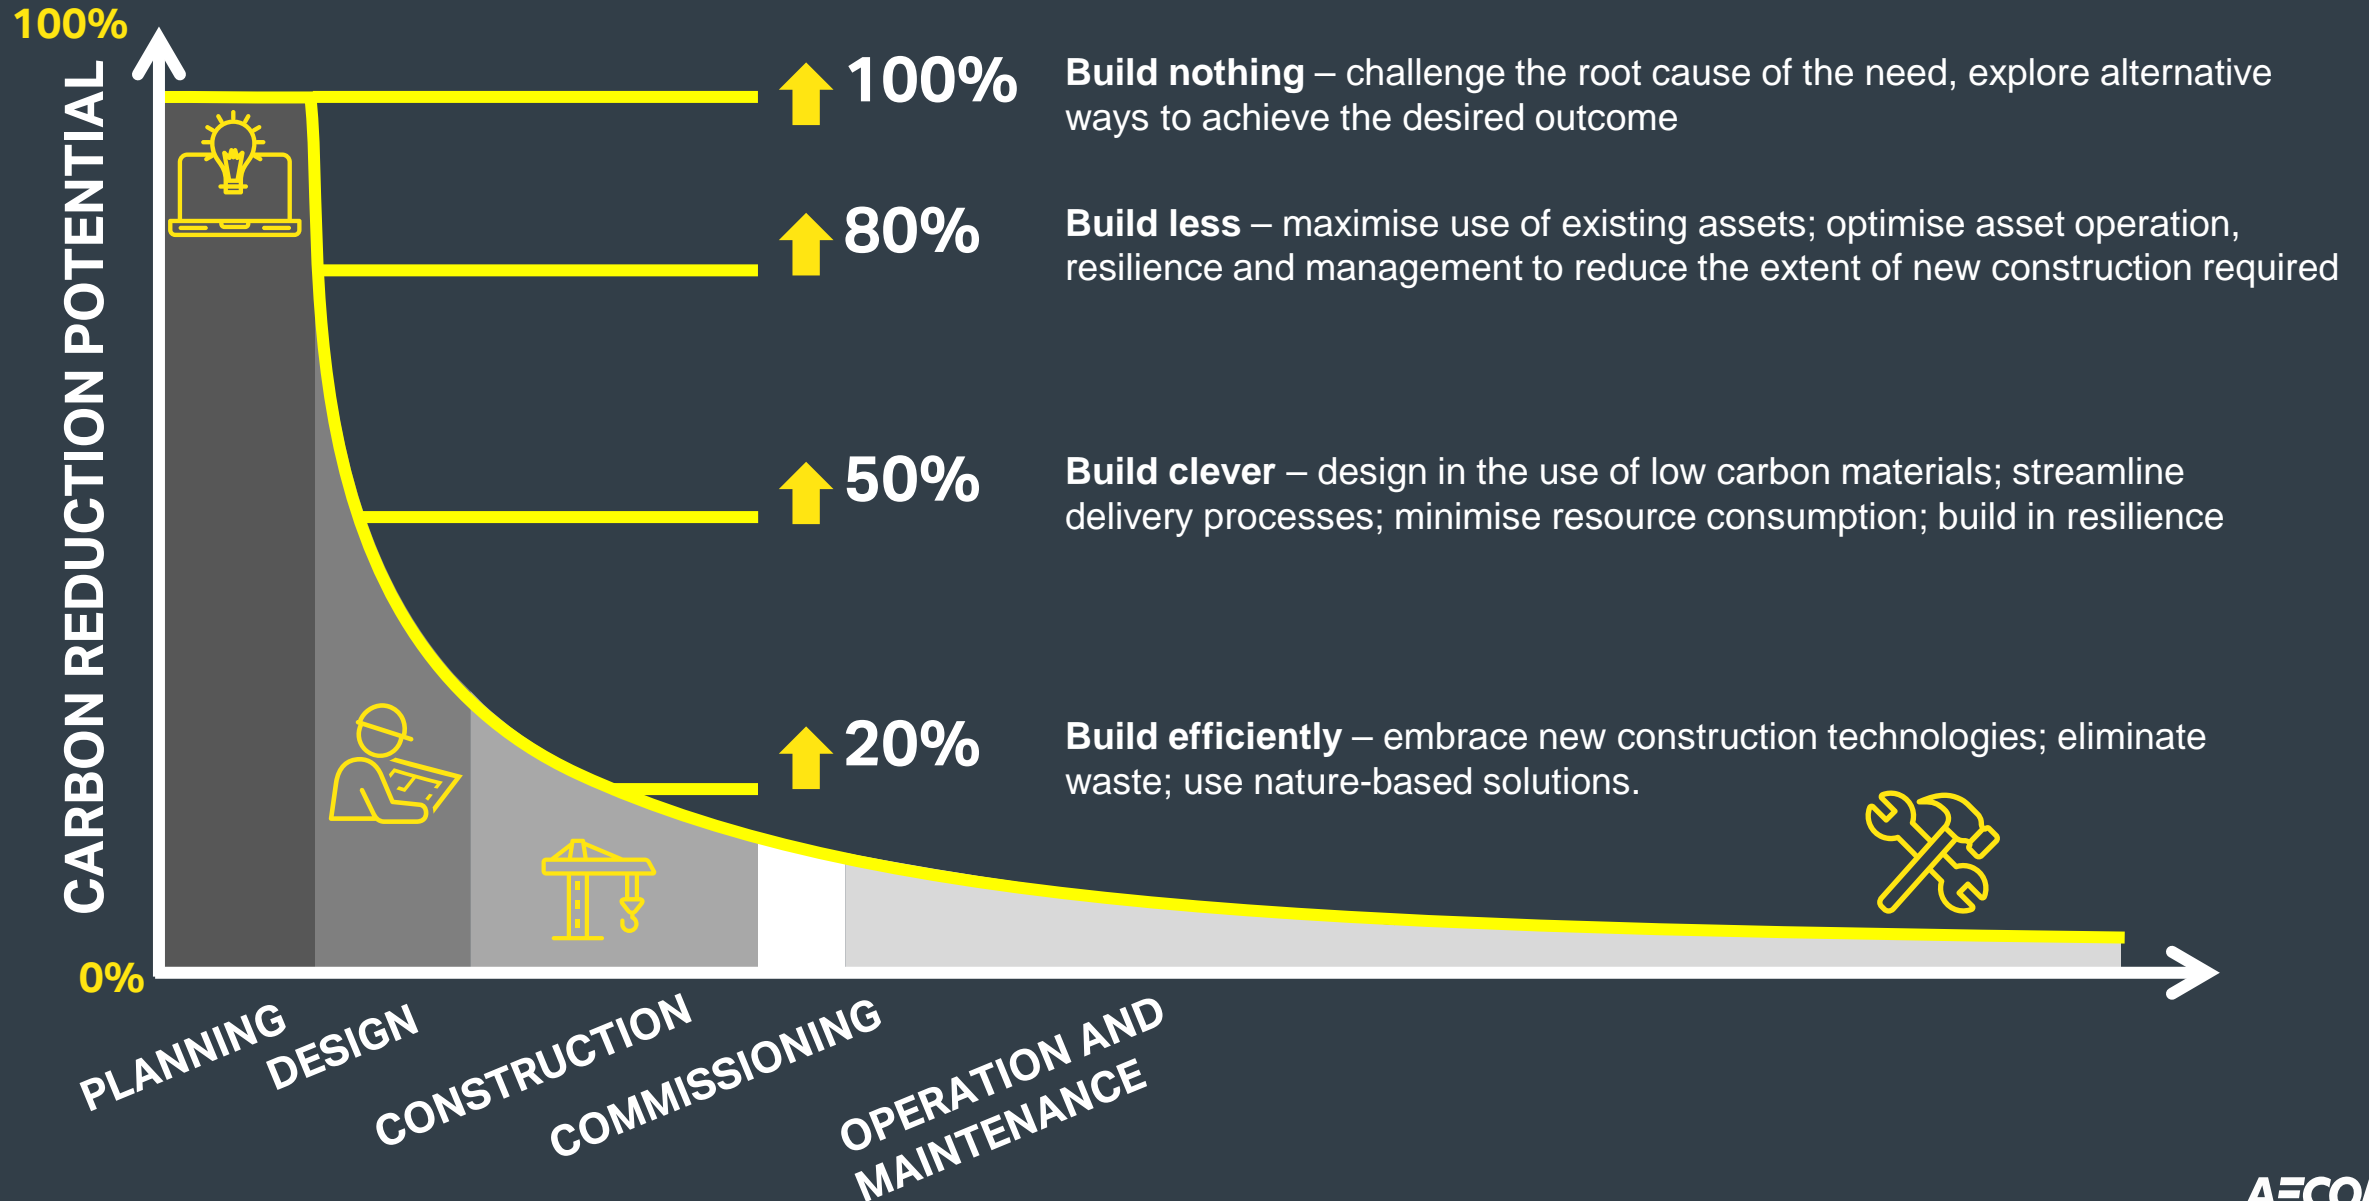 100%
CARBON REDUCTION POTENTIAL
0%
100%
Build nothing – challenge the root cause of the need, explore alternative
ways to achieve the desired outcome
80%
Build less – maximise use of existing assets; optimise asset operation,
resilience and management to reduce the extent of new construction required
50%
Build clever – design in the use of low carbon materials; streamline
delivery processes; minimise resource consumption; build in resilience
20%
Build efficiently – embrace new construction technologies; eliminate
waste; use nature-based solutions.
PLANNING
DESIGN
CONSTRUCTION
COMMISSIONING
OPERATION AND
MAINTENANCE